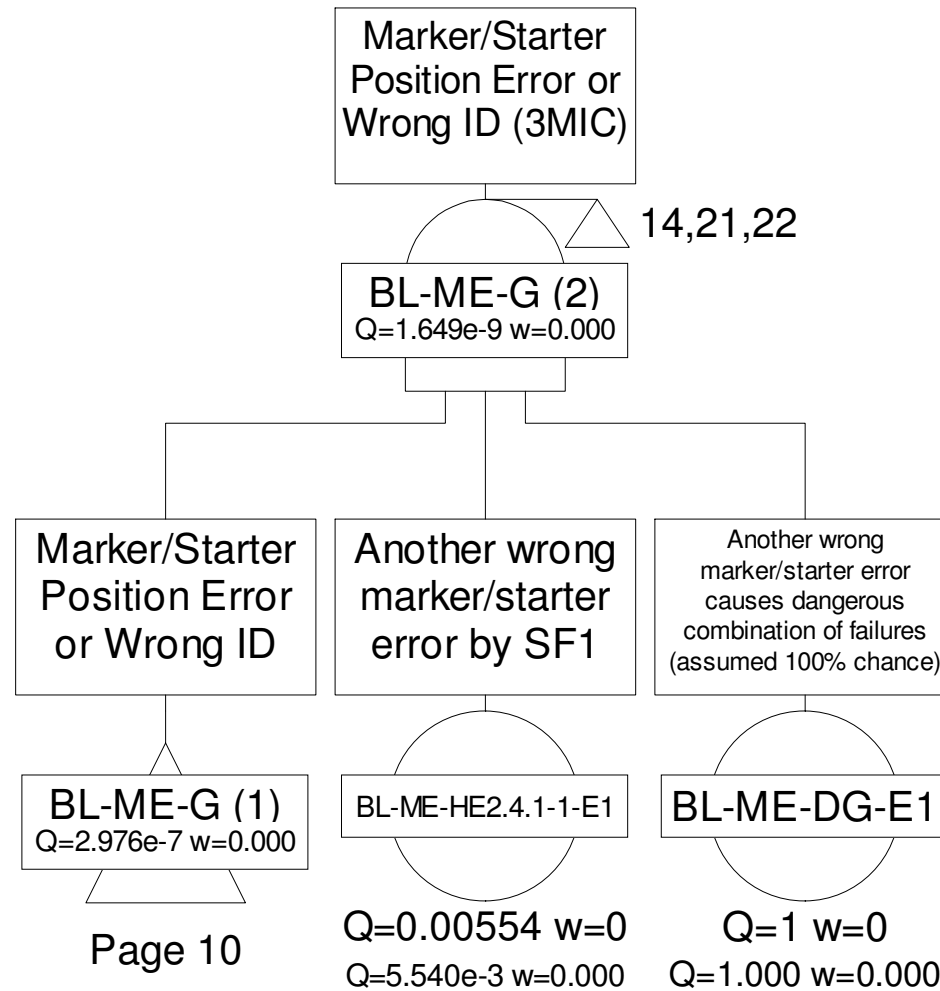 Marker/Starter
Position Error or
Wrong ID (3MIC)
14,21,22
BL-ME-G (2)
Q=1.649e-9 w=0.000
Marker/Starter
Position Error
or Wrong ID
BL-ME-G (1)
Q=2.976e-7 w=0.000
Page 10
Another wrong
marker/starter
error by SF1
BL-ME-HE2.4.1-1-E1
Q=0.00554 w=0
Q=5.540e-3 w=0.000
Another wrong
marker/starter error
causes dangerous
combination of failures
(assumed 100% chance)
BL-ME-DG-E1
Q=1 w=0
Q=1.000 w=0.000